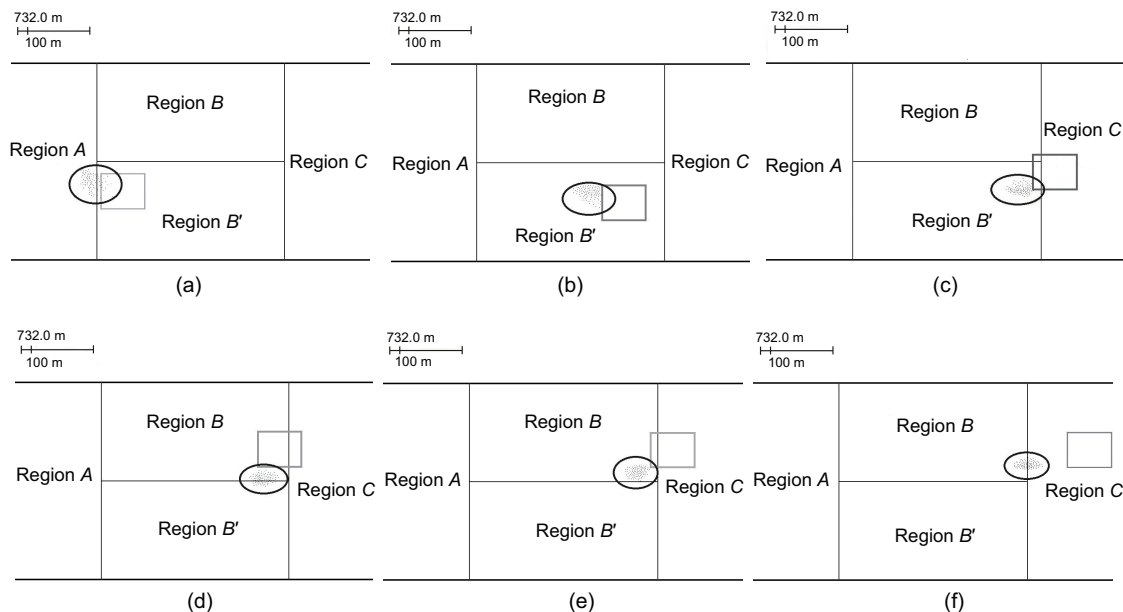 732.0 m
100 m
Region B
Region A
Region C
Region B'
(a)
732.0 m
100 m
Region B
Region A
Region C
Region B'
(b)
732.0 m
100 m
Region B
Region C
Region A
Region B'
(c)
732.0 m
100 m
Region B
Region A
Region C
Region B'
(d)
732.0 m
100 m
Region B
Region A
Region C
Region B'
(e)
732.0 m
100 m
Region B
Region A
Region C
Region B'
(f)